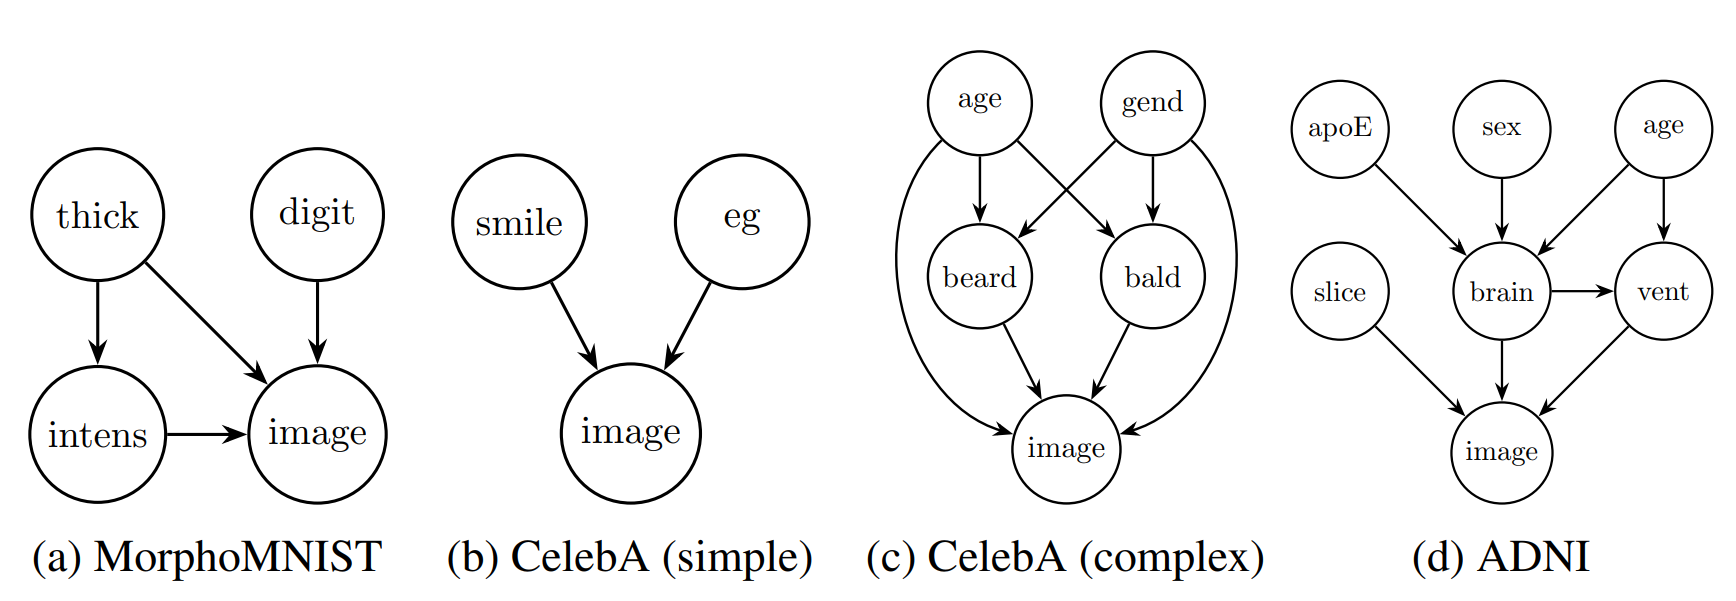 thick
digit
intens
image
(a) MorphoMNIST
smile
eg
image
(b) CelebA (simple)
age
gend
beard
bald
image
(c) CelebA (complex)
apoE
sex
age
slice
brain
vent
image
(d) ADNI